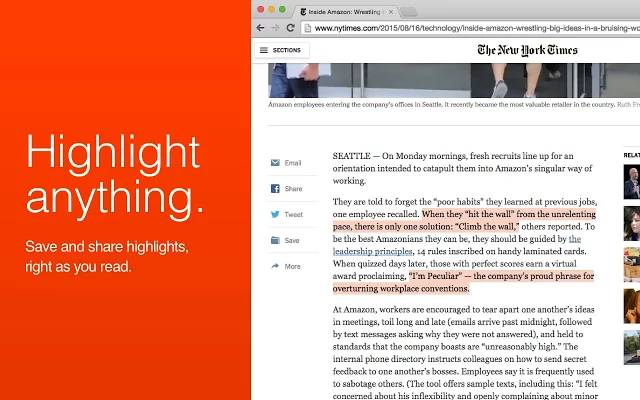 Highlight
anything.
Save and share highlights,
right as you read.
Inside Amazon: Wrestling
www.nytimes.com/2015/08/16/technology/inside-amazon-wrestling-big-ideas-in-a-bruising-wo
SECTIONS
The New York Times
Amazon employees entering the company's offices in Seattle. It recently became the most valuable retailer in the country. Ruth Fre
Email
Share
Tweet
Save
More
SEATTLE — On Monday mornings, fresh recruits line up for an
orientation intended to catapult them into Amazon's singular way of
working.
They are told to forget the “poor habits” they learned at previous jobs,
one employee recalled. When they “hit the wall” from the unrelenting
pace, there is only one solution: “Climb the wall,” others reported. To
be the best Amazonians they can be, they should be guided by the
leadership principles, 14 rules inscribed on handy laminated cards.
When quizzed days later, those with perfect scores earn a virtual
award proclaiming, “I'm Peculiar” — the company's proud phrase for
overturning workplace conventions.
At Amazon, workers are encouraged to tear apart one another's ideas
in meetings, toil long and late (emails arrive past midnight, followed
by text messages asking why they were not answered), and held to
standards that the company boasts are “unreasonably high.” The
internal phone directory instructs colleagues on how to send secret
feedback to one another's bosses. Employees say it is frequently used
to sabotage others. (The tool offers sample texts, including this: “I felt
concerned about his inflexibility and openly complaining about minor
RELAT